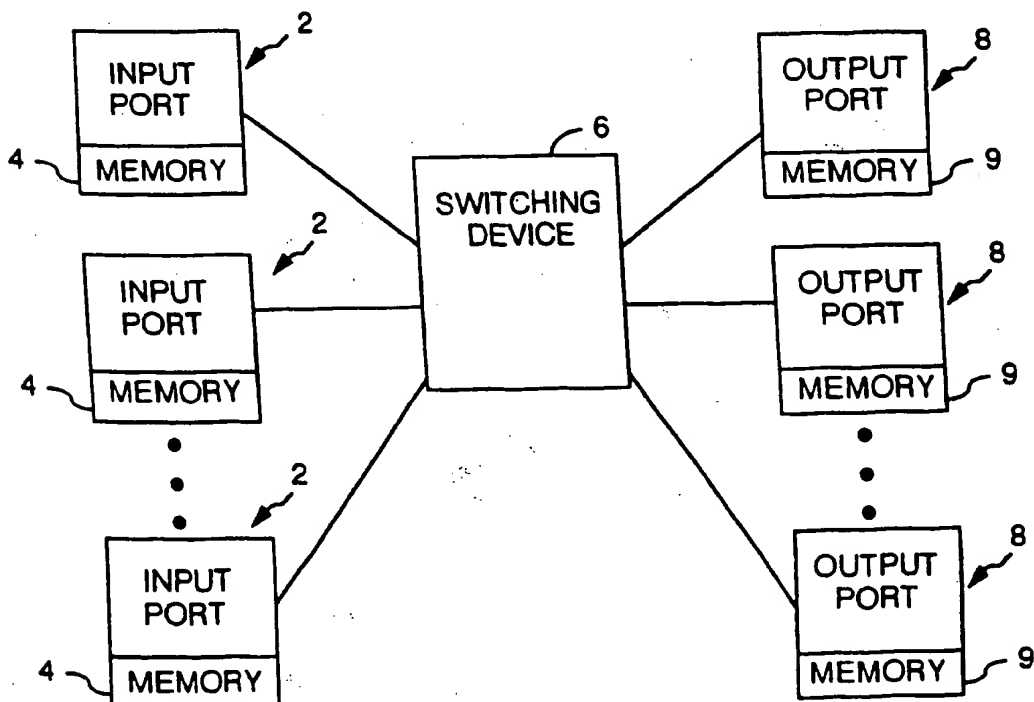 2
INPUT
PORT
4
MEMORY
6
SWITCHING
DEVICE
8
OUTPUT
PORT
9
MEMORY
2
INPUT
PORT
4
MEMORY
8
OUTPUT
PORT
9
MEMORY
2
INPUT
PORT
4
MEMORY
8
OUTPUT
PORT
9
MEMORY